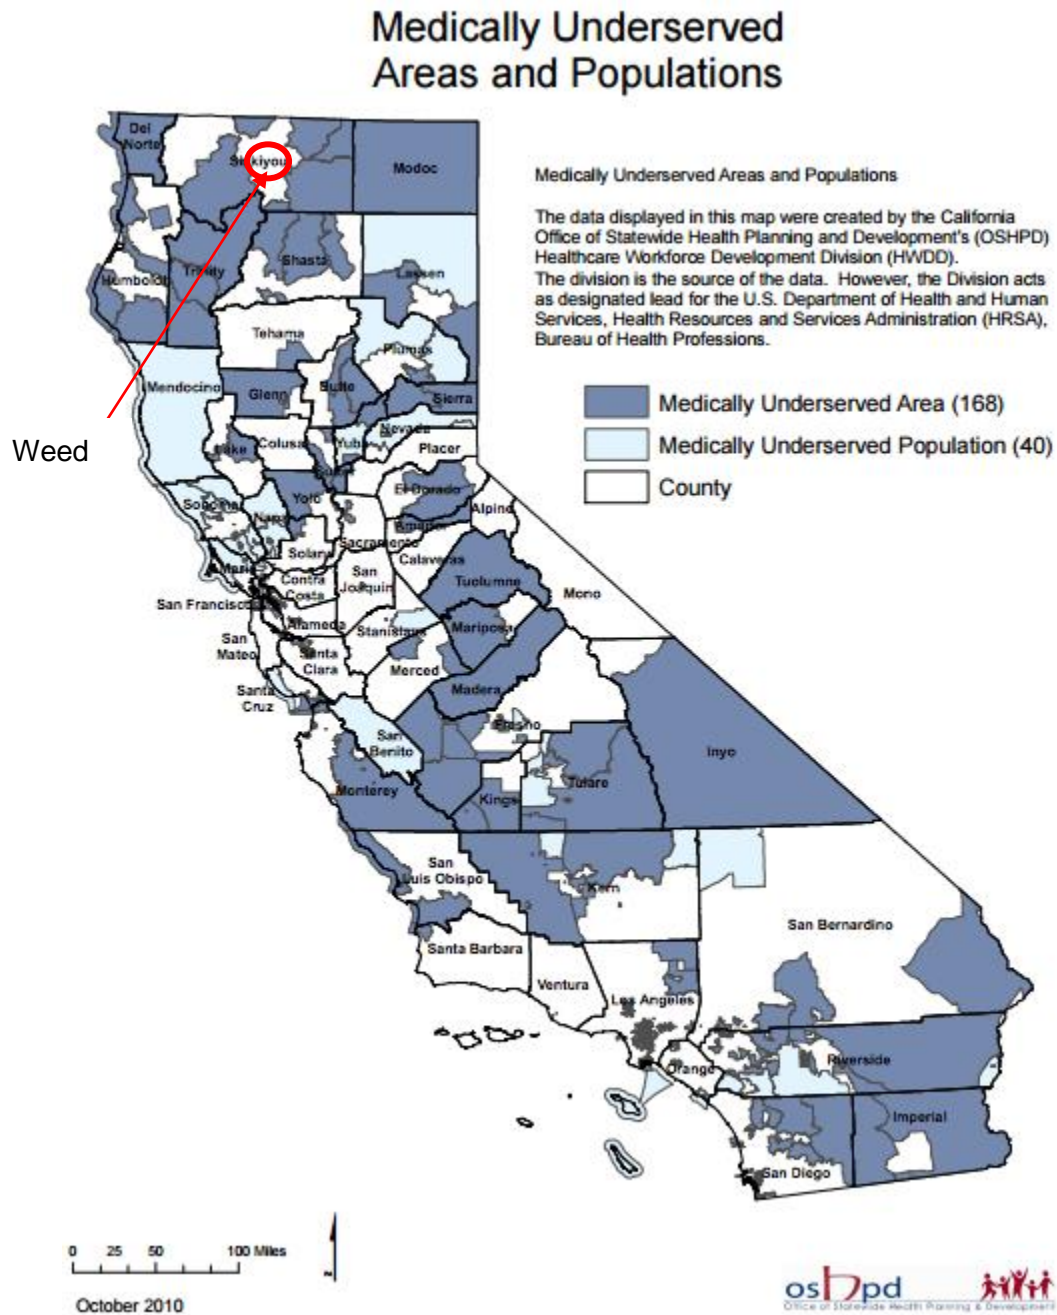 Medically Underserved
Areas and Populations
Medically Underserved Areas and Populations
The data displayed in this map were created by the California
Office of Statewide Health Planning and Development's (OSHPD)
Healthcare Workforce Development Division (HWDD).
The division is the source of the data. However, the Division acts
as designated lead for the U.S. Department of Health and Human
Services, Health Resources and Services Administration (HRSA),
Bureau of Health Professions.
Medically Underserved Area (168)
Medically Underserved Population (40)
County
Weed
Del
Norte
Siskiyou
Modoc
Humboldt
Trinity
Shasta
Lassen
Tehama
Plumas
Mendocino
Glenn
Butte
Sierra
Lake
Colusa
Yuba
Nevada
Placer
Sutter
Sonoma
Napa
Yolo
El Dorado
Alpine
Amador
Sacramento
Solano
Calaveras
Marin
Contra
Costa
San
Joaquin
Tuolumne
Mono
San Francisco
Alameda
Stanislaus
Mariposa
San
Mateo
Santa
Clara
Merced
Madera
Santa
Cruz
San
Benito
Fresno
Inyo
Monterey
Kings
Tulare
San
Luis Obispo
Kern
San Bernardino
Santa Barbara
Ventura
Los Angeles
Orange
Riverside
Imperial
San Diego
0 25 50 100 Miles
N
October 2010
oshpd
Office of Statewide Health Planning & Development